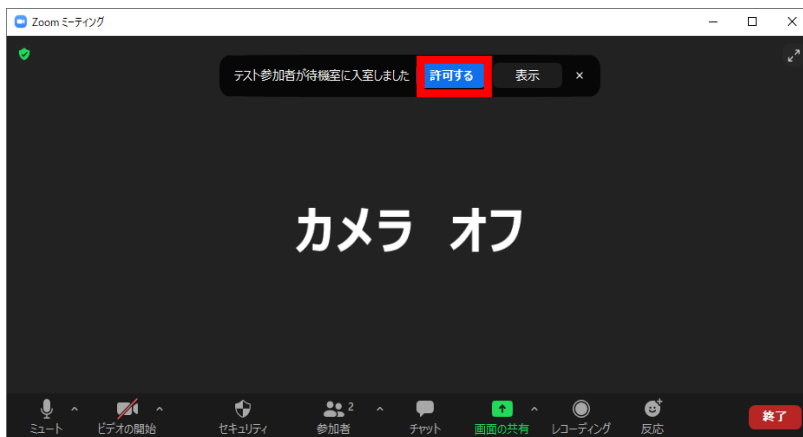 Zoom ミーティング
テスト参加者が待機室に入室しました 許可する 表示 ×
カメラ オフ
2
ミュート ビデオの開始 セキュリティ 参加者 チャット 画面の共有 レコーディング 反応 終了